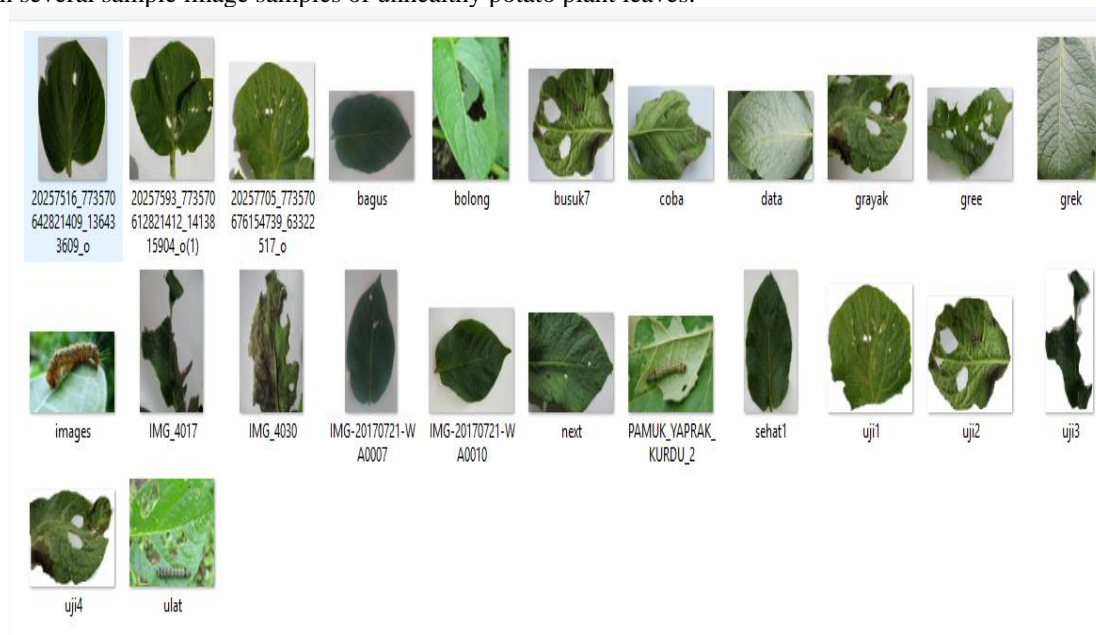 n several sample image samples of unhealthy potato plant leaves.
20257516_773570
642821409_13643
3609_o
20257593_773570
612821412_14138
15904_o(1)
20257705_773570
676154739_63322
517_o
bagus
bolong
busuk7
coba
data
grayak
gree
grek
images
IMG_4017
IMG_4030
IMG-20170721-W
A0007
IMG-20170721-W
A0010
next
PAMUK_YAPRAK_
KURDU_2
sehat1
uji1
uji2
uji3
uji4
ulat